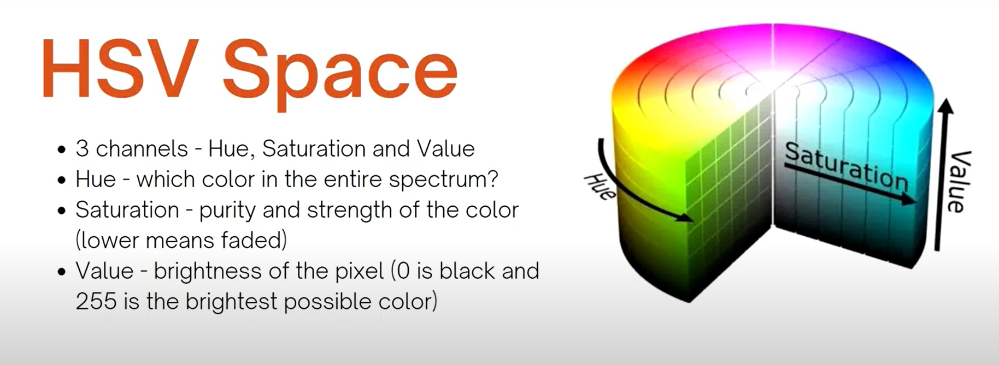 HSV Space
• 3 channels - Hue, Saturation and Value
• Hue - which color in the entire spectrum?
• Saturation - purity and strength of the color
(lower means faded)
• Value - brightness of the pixel (0 is black and
255 is the brightest possible color)
Hue
Saturation
Value